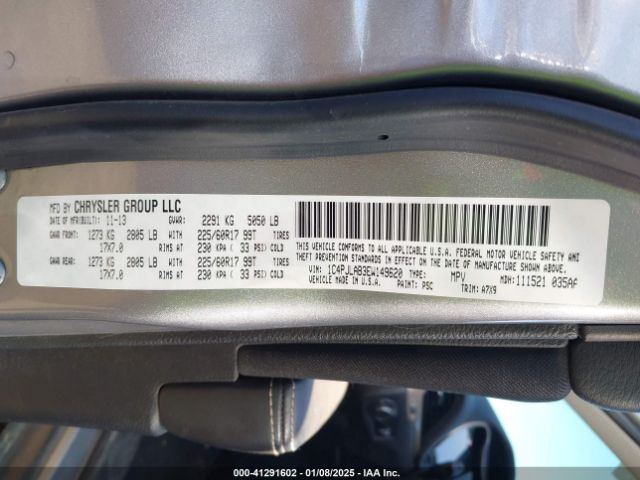 MFD BY CHRYSLER GROUP LLC
DATE OF MFR(BUILT): 11-13 GVWR: 2291 KG 5050 LB
GAWR FRONT: 1273 KG 2805 LB WITH 225/60R17 99T TIRES
17X7.0 RIMS AT 230 KPA ( 33 PSI) COLD
GAWR REAR: 1273 KG 2805 LB WITH 225/60R17 99T TIRES
17X7.0 RIMS AT 230 KPA ( 33 PSI) COLD
THIS VEHICLE CONFORMS TO ALL APPLICABLE U.S.A. FEDERAL MOTOR VEHICLE SAFETY, BUMPER, AND
THEFT PREVENTION STANDARDS IN EFFECT ON THE DATE OF MANUFACTURE SHOWN ABOVE.
VIN: 1C4PJLAB3EW149620 TYPE: MPV MDH: 111521 035AF
VEHICLE MADE IN U.S.A. PAINT: PSC TRIM: A7X9
000-41291602 - 01/08/2025 - IAA Inc.